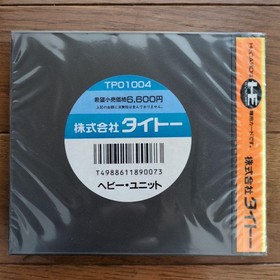 TP01004
希望小売価格6,600円
株式会社 タイトー
T4988611890073
ヘビー・ユニット
HE
株式会社 タイトー